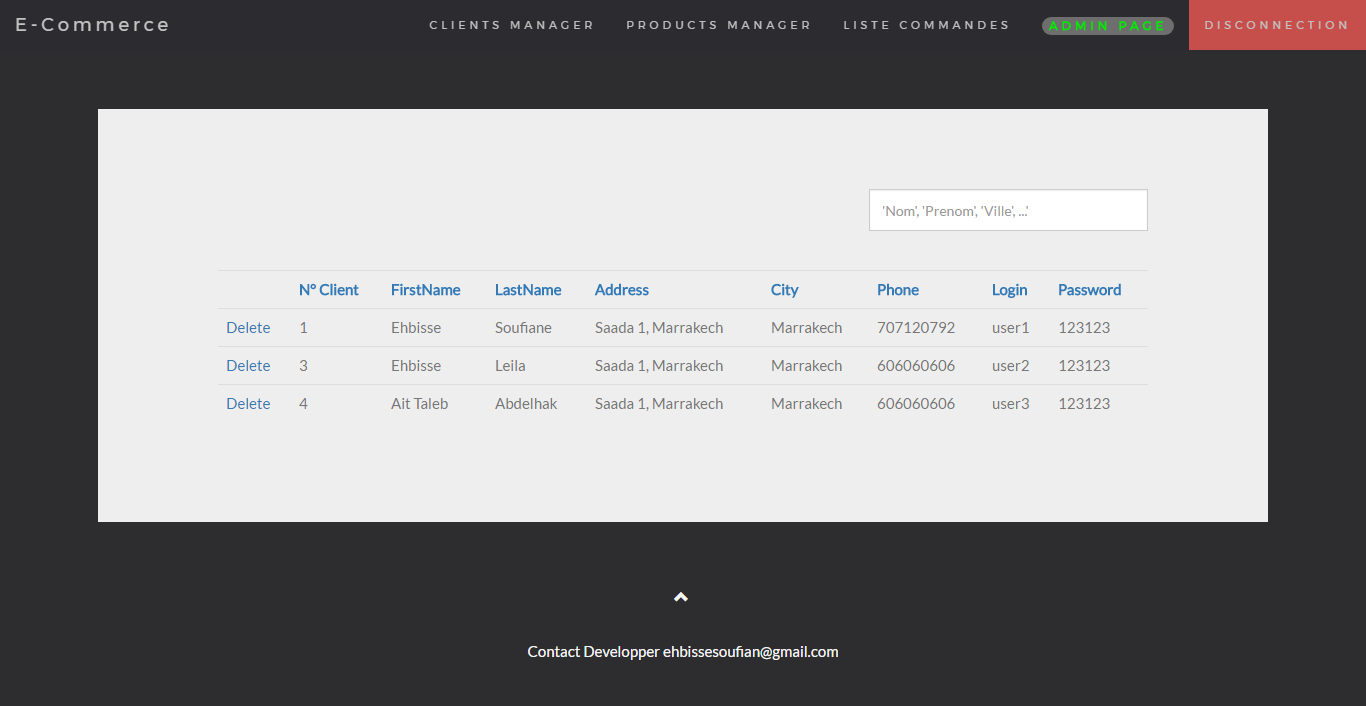 E-Commerce CLIENTS MANAGER PRODUCTS MANAGER LISTE COMMANDES ADMIN PAGE DISCONNECTION
'Nom', 'Prenom', 'Ville', ...'
N° Client FirstName LastName Address City Phone Login Password
Delete 1 Ehbisse Soufiane Saada 1, Marrakech Marrakech 707120792 user1 123123
Delete 3 Ehbisse Leila Saada 1, Marrakech Marrakech 606060606 user2 123123
Delete 4 Ait Taleb Abdelhak Saada 1, Marrakech Marrakech 606060606 user3 123123
Contact Developper ehbissesoufian@gmail.com